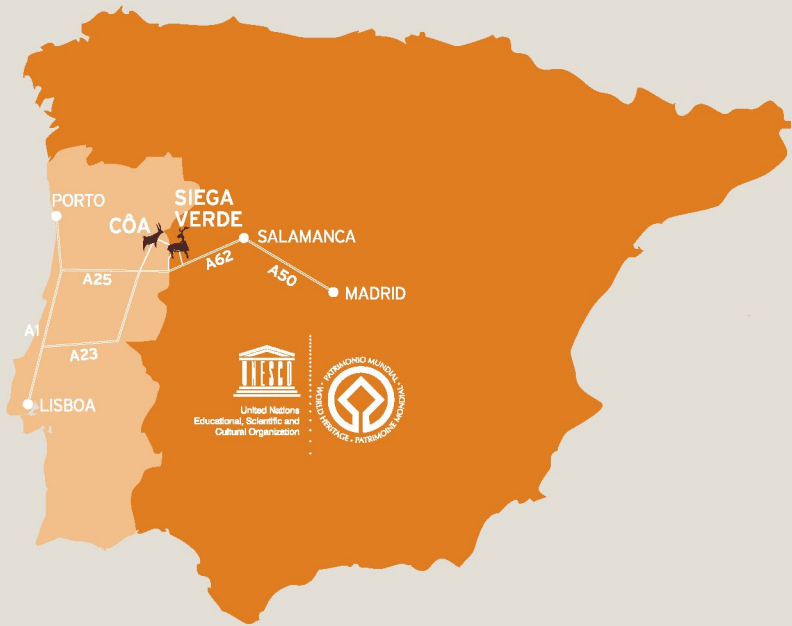 PORTO
CÔA
SIEGA
VERDE
SALAMANCA
A62
A25
A50
MADRID
A1
A23
LISBOA
UNESCO
United Nations
Educational, Scientific and
Cultural Organization
PATRIMONIO MUNDIAL • WORLD HERITAGE • PATRIMOINE MONDIAL •